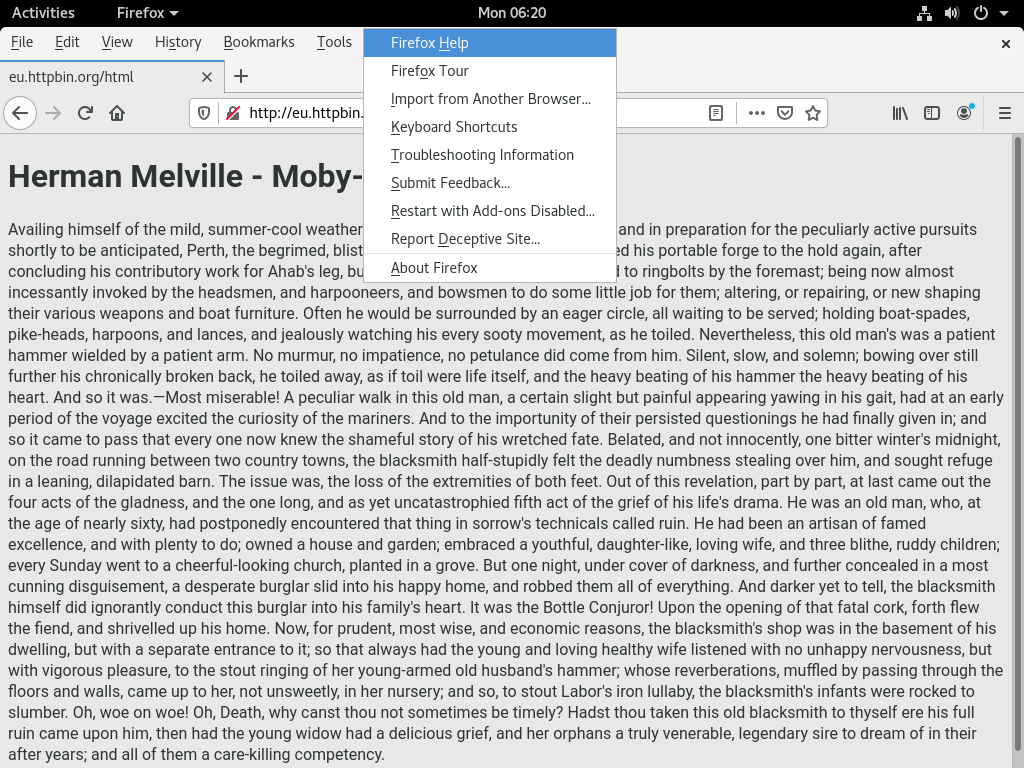 Activities Firefox Mon 06:20
File Edit View History Bookmarks Tools
eu.httpbin.org/html
http://eu.httpbin.
Firefox Help
Firefox Tour
Import from Another Browser...
Keyboard Shortcuts
Troubleshooting Information
Submit Feedback...
Restart with Add-ons Disabled...
Report Deceptive Site...
About Firefox
Herman Melville - Moby-
Availing himself of the mild, summer-cool weather and in preparation for the peculiarly active pursuits
shortly to be anticipated, Perth, the begrimed, his portable forge to the hold again, after
concluding his contributory work for Ahab's leg, to ringbolts by the foremast; being now almost
incessantly invoked by the headsmen, and harpooneers, and bowsmen to do some little job for them; altering, or repairing, or new shaping
their various weapons and boat furniture. Often he would be surrounded by an eager circle, all waiting to be served; holding boat-spades,
pike-heads, harpoons, and lances, and jealously watching his every sooty movement, as he toiled. Nevertheless, this old man's was a patient
hammer wielded by a patient arm. No murmur, no impatience, no petulance did come from him. Silent, slow, and solemn; bowing over still
further his chronically broken back, he toiled away, as if toil were life itself, and the heavy beating of his hammer the heavy beating of his
heart. And so it was.—Most miserable! A peculiar walk in this old man, a certain slight but painful appearing yawing in his gait, had at an early
period of the voyage excited the curiosity of the mariners. And to the importunity of their persisted questionings he had finally given in; and
so it came to pass that every one now knew the shameful story of his wretched fate. Belated, and not innocently, one bitter winter's midnight,
on the road running between two country towns, the blacksmith half-stupidly felt the deadly numbness stealing over him, and sought refuge
in a leaning, dilapidated barn. The issue was, the loss of the extremities of both feet. Out of this revelation, part by part, at last came out the
four acts of the gladness, and the one long, and as yet uncatastrophied fifth act of the grief of his life's drama. He was an old man, who, at
the age of nearly sixty, had postponedly encountered that thing in sorrow's technicals called ruin. He had been an artisan of famed
excellence, and with plenty to do; owned a house and garden; embraced a youthful, daughter-like, loving wife, and three blithe, ruddy children;
every Sunday went to a cheerful-looking church, planted in a grove. But one night, under cover of darkness, and further concealed in a most
cunning disguisement, a desperate burglar slid into his happy home, and robbed them all of everything. And darker yet to tell, the blacksmith
himself did ignorantly conduct this burglar into his family's heart. It was the Bottle Conjuror! Upon the opening of that fatal cork, forth flew
the fiend, and shrivelled up his home. Now, for prudent, most wise, and economic reasons, the blacksmith's shop was in the basement of his
dwelling, but with a separate entrance to it; so that always had the young and loving healthy wife listened with no unhappy nervousness, but
with vigorous pleasure, to the stout ringing of her young-armed old husband's hammer; whose reverberations, muffled by passing through the
floors and walls, came up to her, not unsweetly, in her nursery; and so, to stout Labor's iron lullaby, the blacksmith's infants were rocked to
slumber. Oh, woe on woe! Oh, Death, why canst thou not sometimes be timely? Hadst thou taken this old blacksmith to thyself ere his full
ruin came upon him, then had the young widow had a delicious grief, and her orphans a truly venerable, legendary sire to dream of in their
after years; and all of them a care-killing competency.